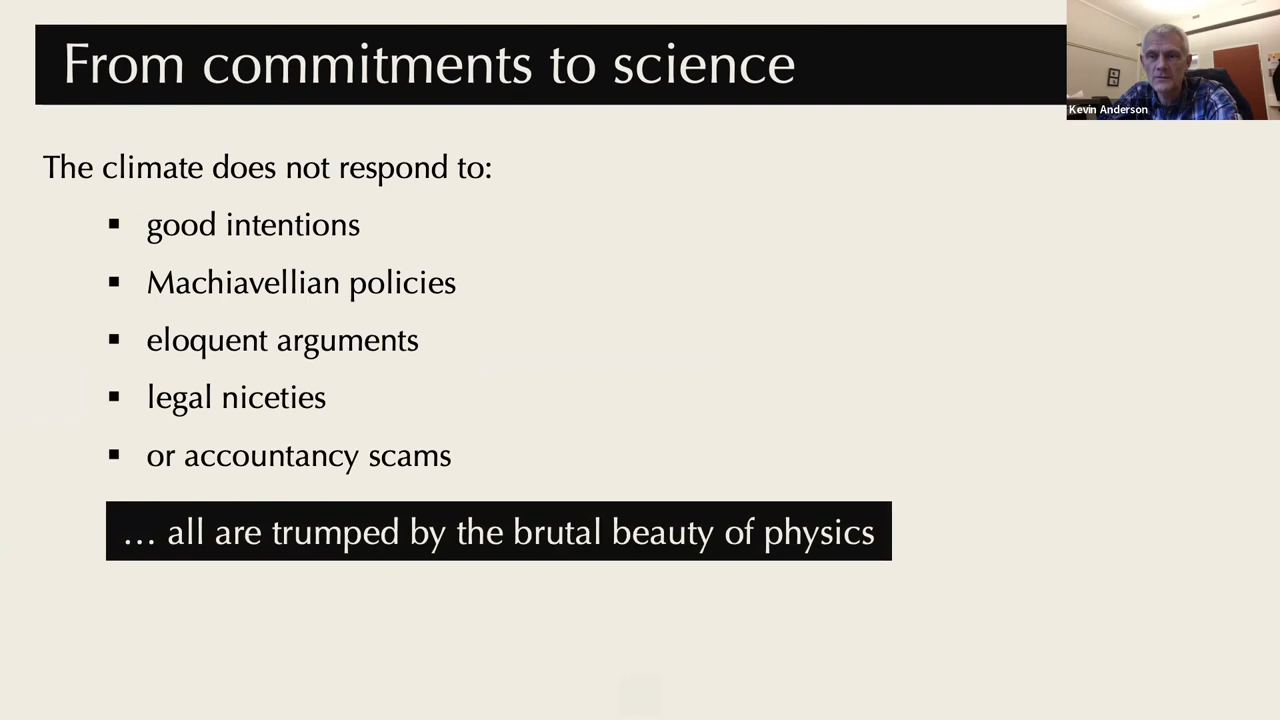 From commitments to science
Kevin Anderson
The climate does not respond to:
▪ good intentions
▪ Machiavellian policies
▪ eloquent arguments
▪ legal niceties
▪ or accountancy scams
… all are trumped by the brutal beauty of physics